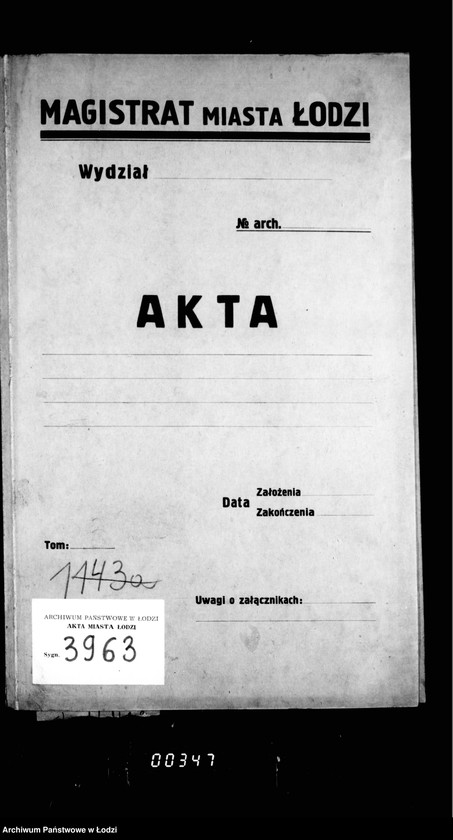 MAGISTRAT MIASTA ŁODZI
Wydział
№ arch.
AKTA
Data Założenia
Zakończenia
Tom:
1143a
Uwagi o załącznikach:
ARCHIWUM PAŃSTWOWE W ŁODZI
AKTA MIASTA ŁODZI
Sygn. 3963
00347
Archiwum Państwowe w Łodzi